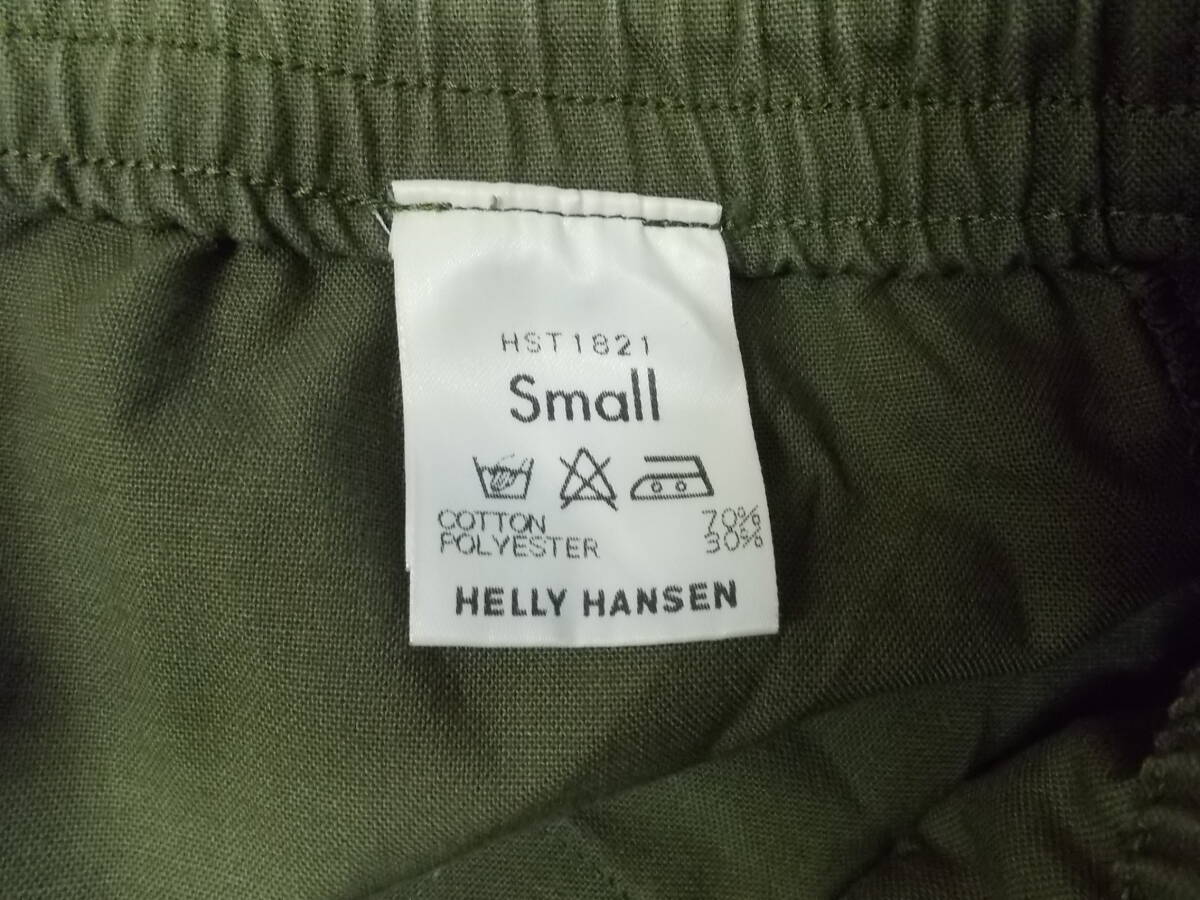 HST1821
Small
COTTON 70%
POLYESTER 30%
HELLY HANSEN